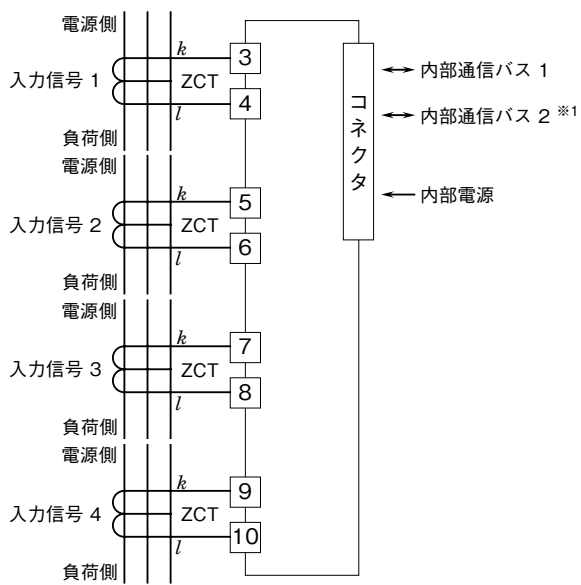 電源側
k
3
入力信号 1
ZCT
4
l
負荷側
電源側
k
5
入力信号 2
ZCT
6
l
負荷側
電源側
k
7
入力信号 3
ZCT
8
l
負荷側
電源側
k
9
入力信号 4
ZCT
10
l
負荷側
コネクタ
内部通信バス 1
内部通信バス 2 ※1
内部電源